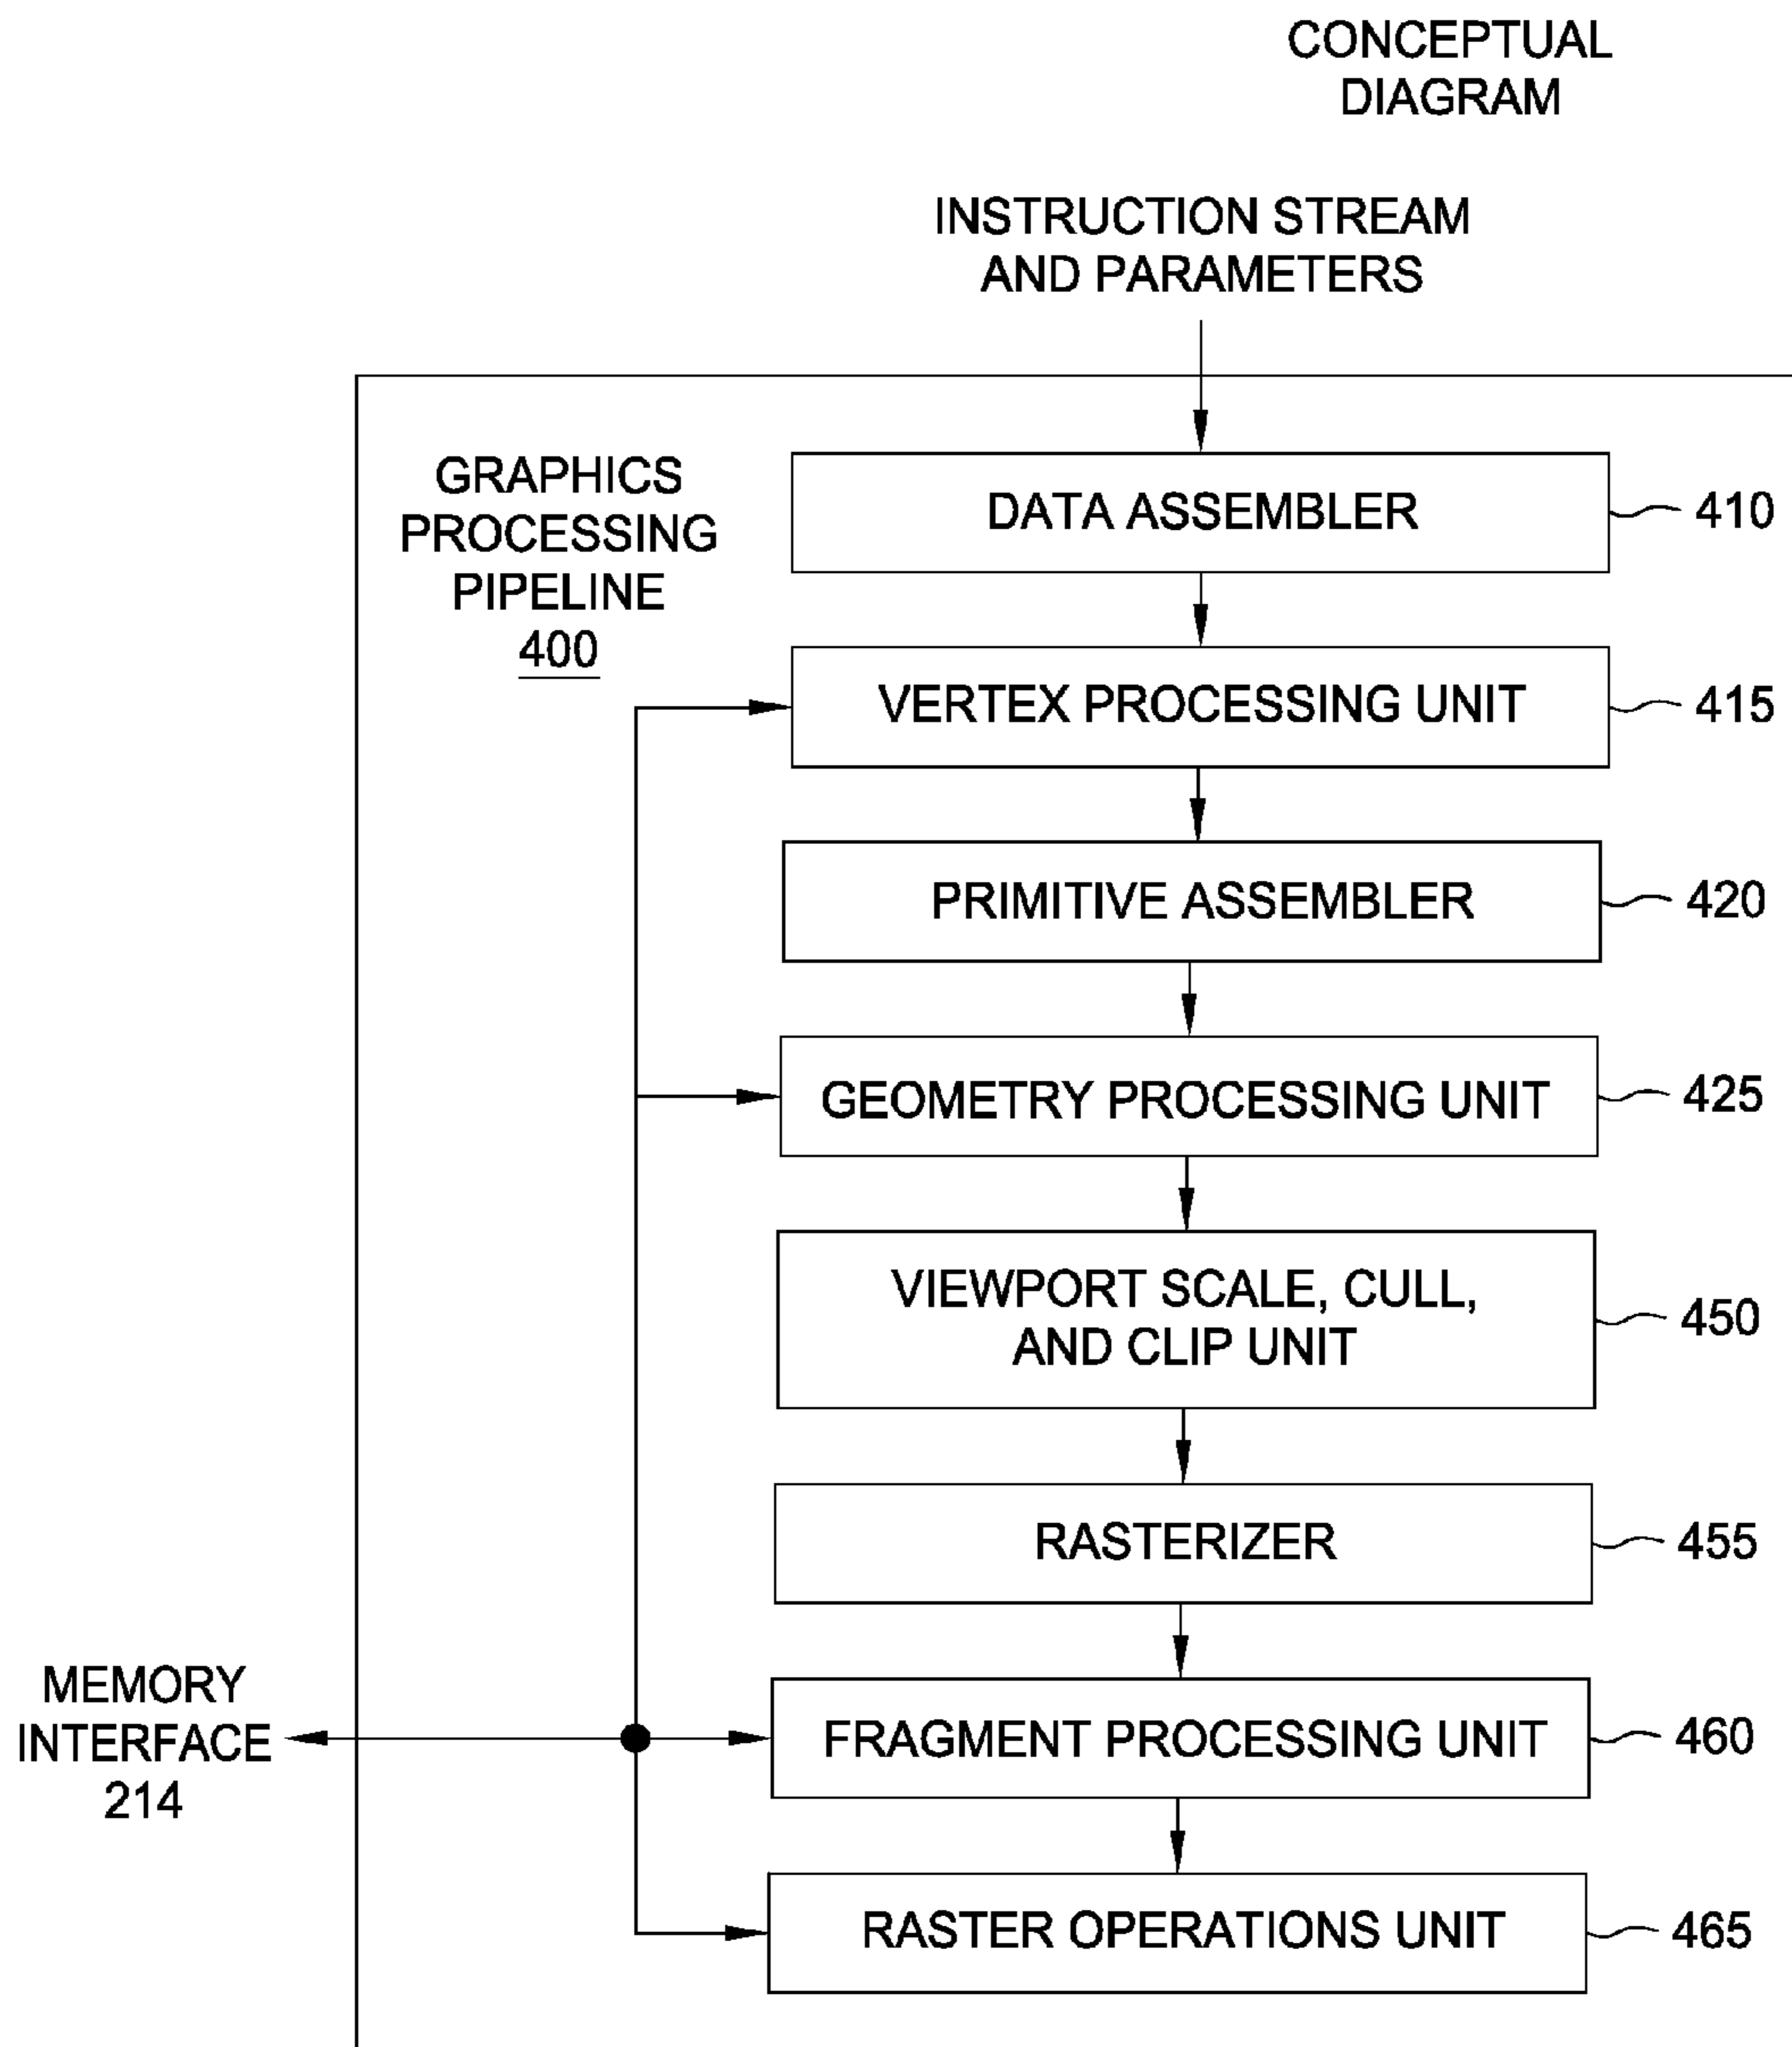 CONCEPTUAL
DIAGRAM
INSTRUCTION STREAM
AND PARAMETERS
GRAPHICS
PROCESSING
PIPELINE
400
DATA ASSEMBLER
410
VERTEX PROCESSING UNIT
415
PRIMITIVE ASSEMBLER
420
GEOMETRY PROCESSING UNIT
425
VIEWPORT SCALE, CULL,
AND CLIP UNIT
450
RASTERIZER
455
MEMORY
INTERFACE
214
FRAGMENT PROCESSING UNIT
460
RASTER OPERATIONS UNIT
465